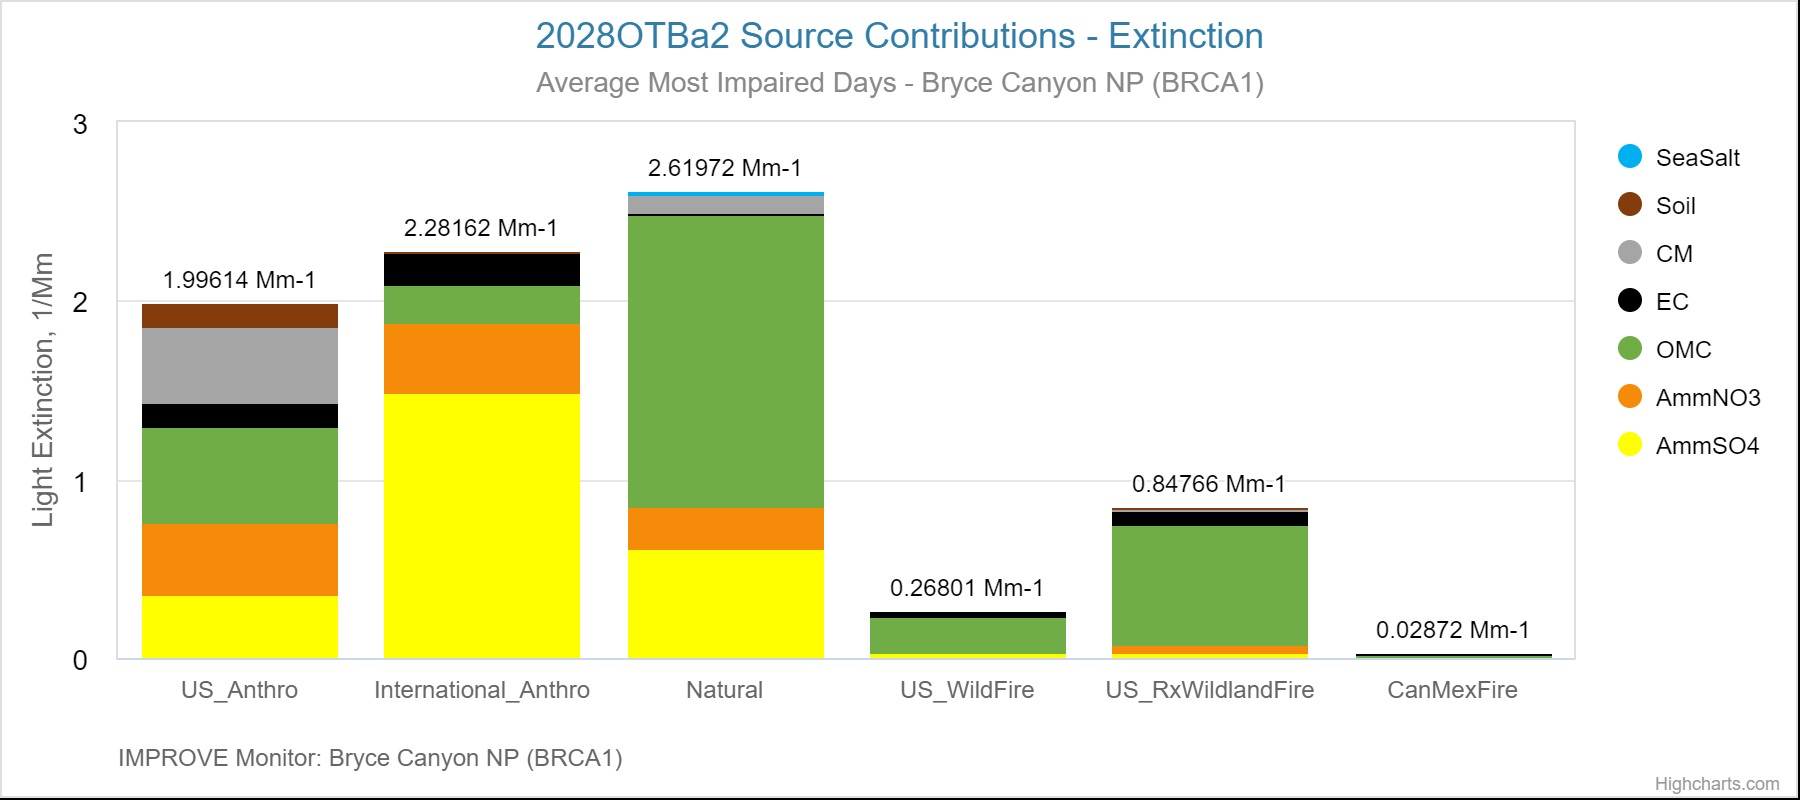 2028OTBa2 Source Contributions - Extinction
Average Most Impaired Days - Bryce Canyon NP (BRCA1)
Light Extinction, 1/Mm
3
2
1
0
1.99614 Mm-1
2.28162 Mm-1
2.61972 Mm-1
0.26801 Mm-1
0.84766 Mm-1
0.02872 Mm-1
US_Anthro
International_Anthro
Natural
US_WildFire
US_RxWildlandFire
CanMexFire
SeaSalt
Soil
CM
EC
OMC
AmmNO3
AmmSO4
IMPROVE Monitor: Bryce Canyon NP (BRCA1)
Highcharts.com